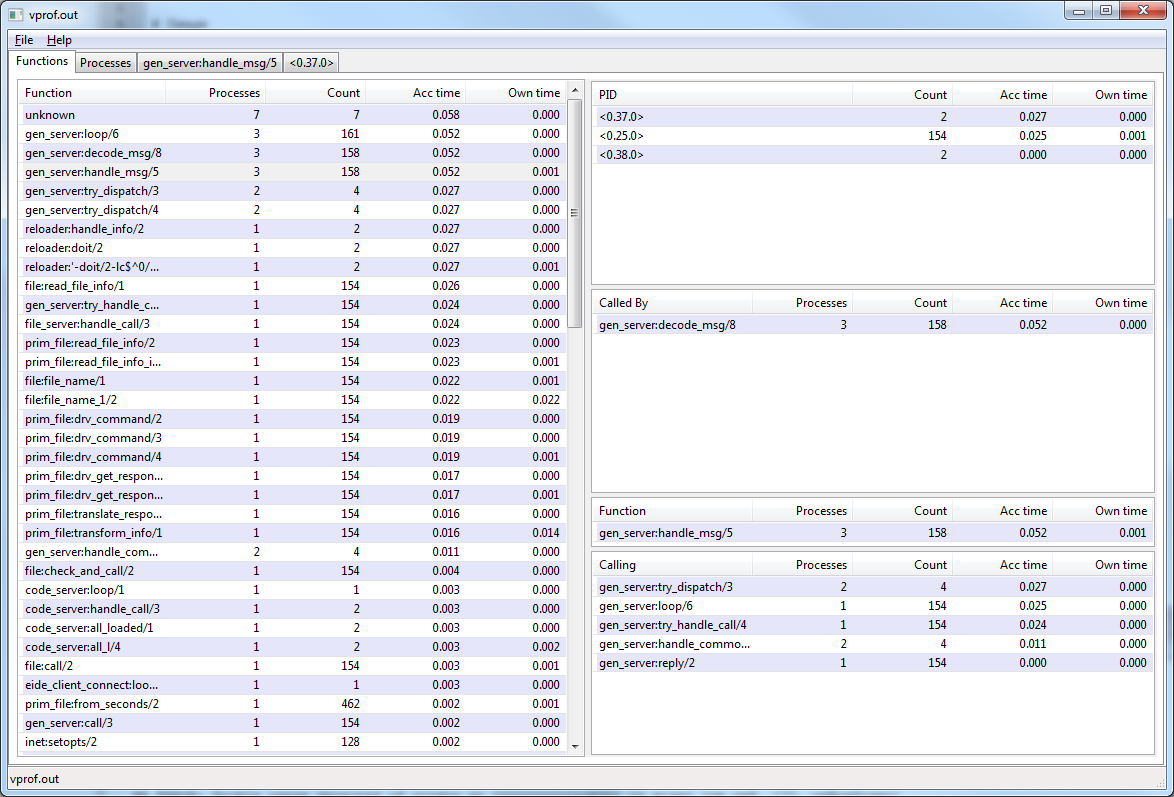 vprof.out
File Help
Functions Processes gen_server:handle_msg/5 <0.37.0>
Function Processes Count Acc time Own time
unknown 7 7 0.058 0.000
gen_server:loop/6 3 161 0.052 0.000
gen_server:decode_msg/8 3 158 0.052 0.000
gen_server:handle_msg/5 3 158 0.052 0.001
gen_server:try_dispatch/3 2 4 0.027 0.000
gen_server:try_dispatch/4 2 4 0.027 0.000
reloader:handle_info/2 1 2 0.027 0.000
reloader:doit/2 1 2 0.027 0.000
reloader:'-doit/2-lc$^0/... 1 2 0.027 0.001
file:read_file_info/1 1 154 0.026 0.000
gen_server:try_handle_c... 1 154 0.024 0.000
file_server:handle_call/3 1 154 0.024 0.000
prim_file:read_file_info/2 1 154 0.023 0.000
prim_file:read_file_info_i... 1 154 0.023 0.001
file:file_name/1 1 154 0.022 0.001
file:file_name_1/2 1 154 0.022 0.022
prim_file:drv_command/2 1 154 0.019 0.000
prim_file:drv_command/3 1 154 0.019 0.000
prim_file:drv_command/4 1 154 0.019 0.001
prim_file:drv_get_respon... 1 154 0.017 0.000
prim_file:drv_get_respon... 1 154 0.017 0.001
prim_file:translate_respo... 1 154 0.016 0.000
prim_file:transform_info/1 1 154 0.016 0.014
gen_server:handle_com... 2 4 0.011 0.000
file:check_and_call/2 1 154 0.004 0.000
code_server:loop/1 1 1 0.003 0.000
code_server:handle_call/3 1 2 0.003 0.000
code_server:all_loaded/1 1 2 0.003 0.000
code_server:all_l/4 1 2 0.003 0.002
file:call/2 1 154 0.003 0.001
eide_client_connect:loo... 1 1 0.003 0.000
prim_file:from_seconds/2 1 462 0.002 0.001
gen_server:call/3 1 154 0.002 0.000
inet:setopts/2 1 128 0.002 0.000
PID Count Acc time Own time
<0.37.0> 2 0.027 0.000
<0.25.0> 154 0.025 0.001
<0.38.0> 2 0.000 0.000
Called By Processes Count Acc time Own time
gen_server:decode_msg/8 3 158 0.052 0.000
Function Processes Count Acc time Own time
gen_server:handle_msg/5 3 158 0.052 0.001
Calling Processes Count Acc time Own time
gen_server:try_dispatch/3 2 4 0.027 0.000
gen_server:loop/6 1 154 0.025 0.000
gen_server:try_handle_call/4 1 154 0.024 0.000
gen_server:handle_commo... 2 4 0.011 0.000
gen_server:reply/2 1 154 0.000 0.000
vprof.out